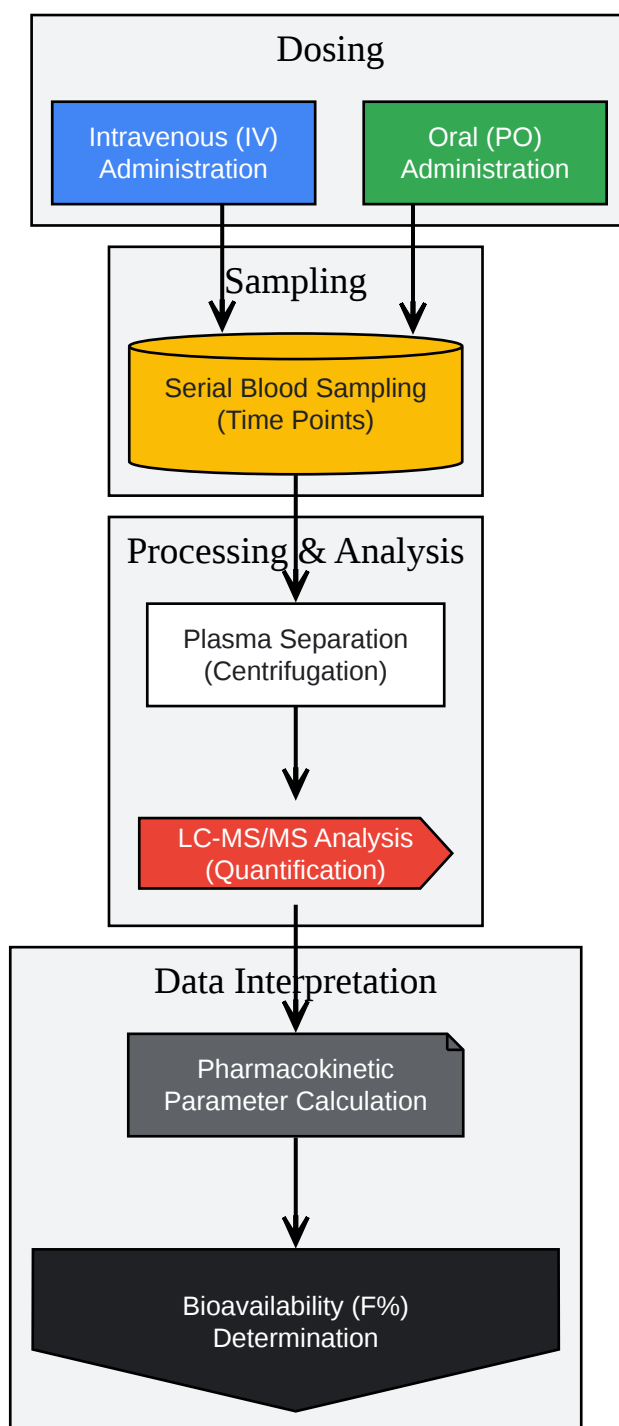 Dosing
Intravenous (IV)
Administration
Oral (PO)
Administration
Sampling
Serial Blood Sampling
(Time Points)
Processing & Analysis
Plasma Separation
(Centrifugation)
LC-MS/MS Analysis
(Quantification)
Data Interpretation
Pharmacokinetic
Parameter Calculation
Bioavailability (F%)
Determination